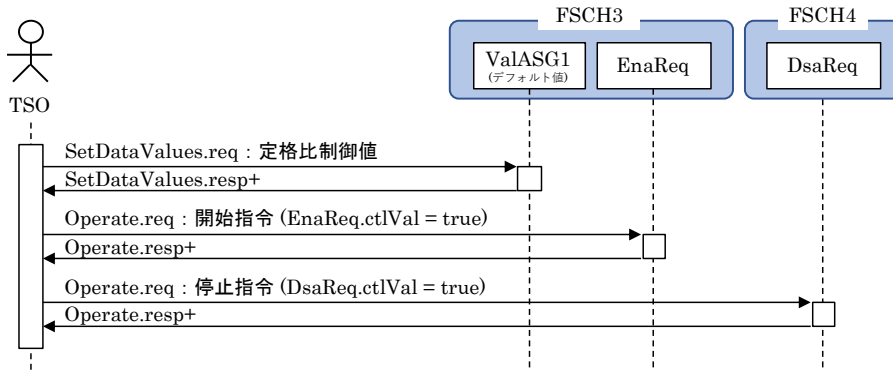 FSCH3
FSCH4
ValASG1
(デフォルト値)
EnaReq
DsaReq
TSO
SetDataValues.req：定格比制御値
SetDataValues.resp+
Operate.req：開始指令 (EnaReq.ctlVal = true)
Operate.resp+
Operate.req：停止指令 (DsaReq.ctlVal = true)
Operate.resp+